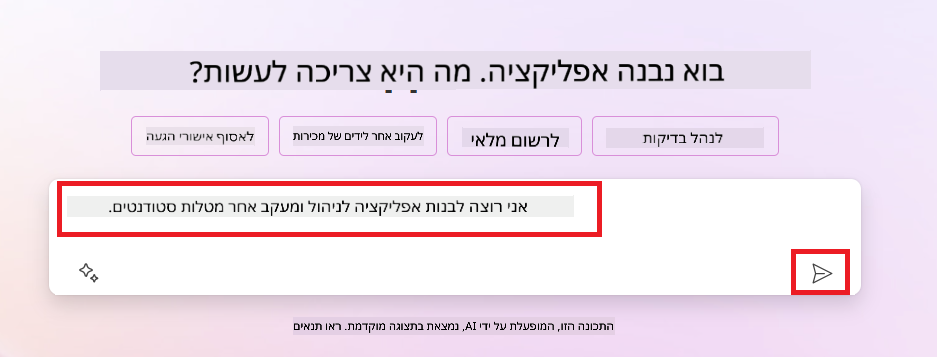 בוא נבנה אפליקציה. מה היא צריכה לעשות?
לנהל בדיקות
לרשום מלאי
לעקוב אחר לידים של מכירות
לאסוף אישורי הגעה
אני רוצה לבנות אפליקציה לניהול ומעקב אחר מטלות סטודנטים.
התכונה הזו, המופעלת על ידי AI, נמצאת בתצוגה מוקדמת. ראו תנאים